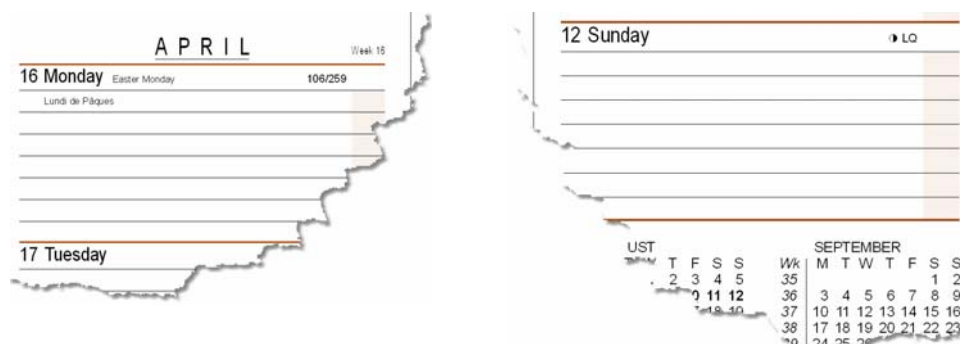 APRIL
Week 16
16 Monday Easter Monday 106/259
Lundi de Pâques
17 Tuesday
12 Sunday LQ
UST SEPTEMBER
T F S S Wk M T W T F S S
2 3 4 5 35 1 2
11 12 36 3 4 5 6 7 8 9
37 10 11 12 13 14 15 16
38 17 18 19 20 21 22 23
24 25